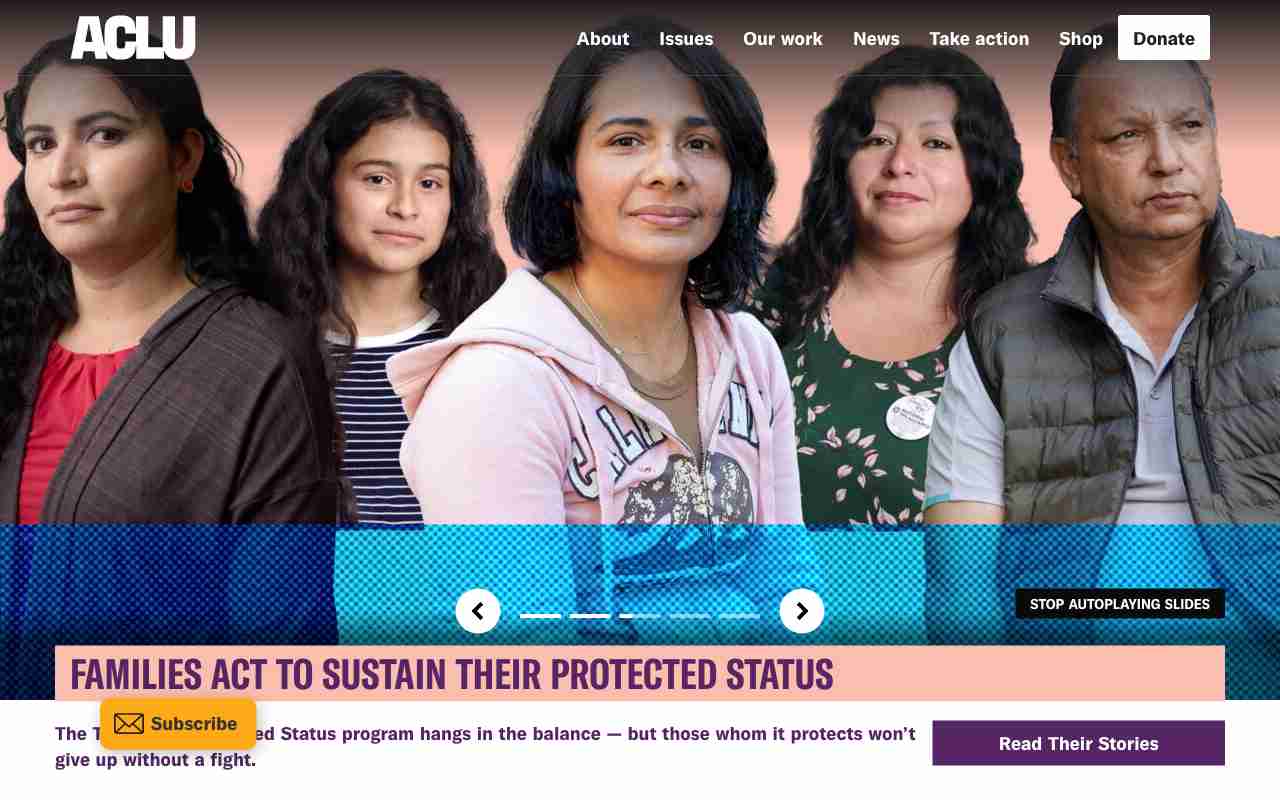 ACLU
About Issues Our work News Take action Shop Donate
STOP AUTOPLAYING SLIDES
FAMILIES ACT TO SUSTAIN THEIR PROTECTED STATUS
Subscribe
The Status program hangs in the balance — but those whom it protects won't
give up without a fight.
Read Their Stories